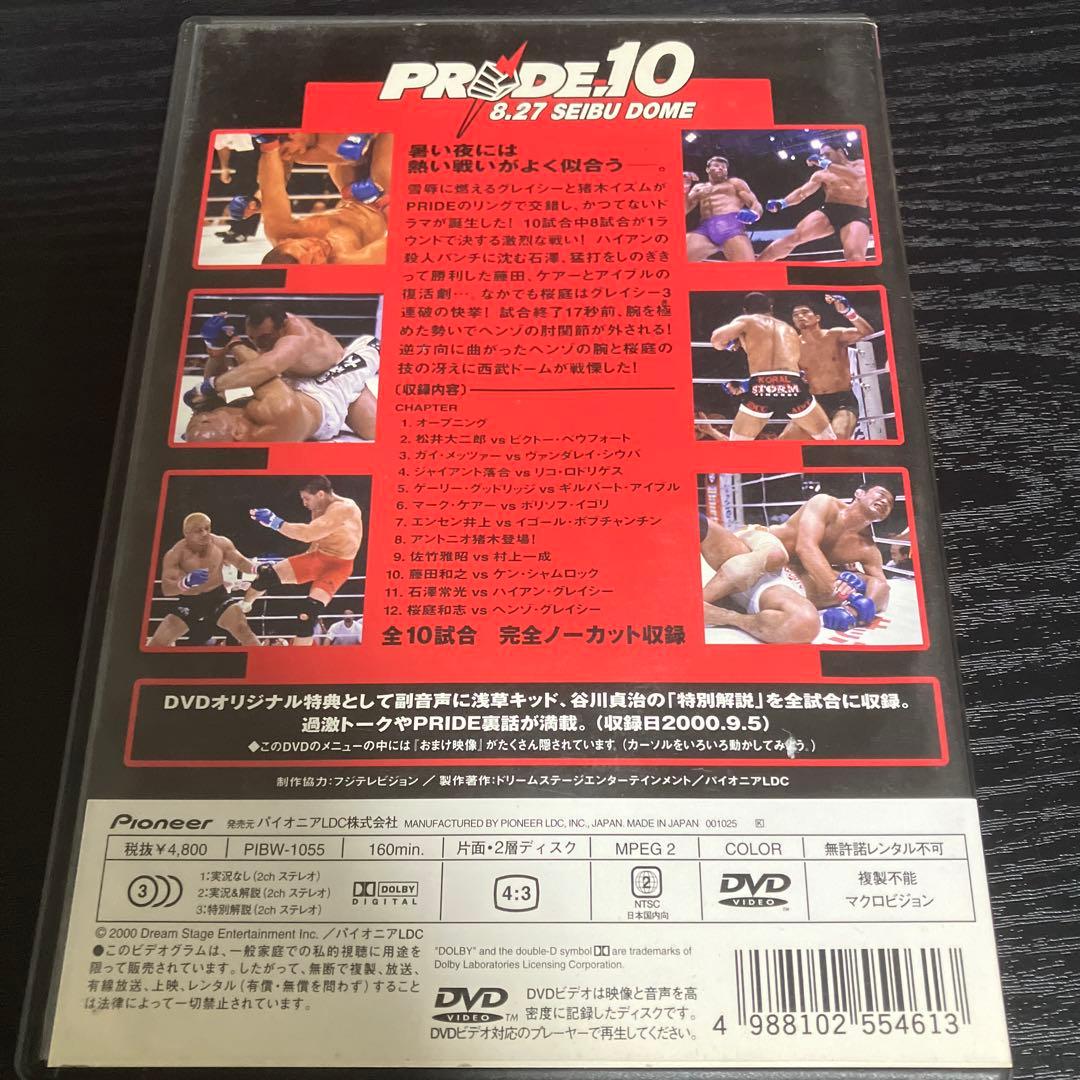 PRIDE.10
8.27 SEIBU DOME
暑い夜には
熱い戦いがよく似合う──。
雪辱に燃えるグレイシーと猪木イズムが
PRIDEのリングで交錯し、かつてないド
ラマが誕生した! 10試合中8試合が1ラ
ウンドで決する激烈な戦い! ハイアンの
殺人パンチに沈む石澤、猛打をしのぎき
って勝利した藤田、ケアーとアイブルの
復活劇…。なかでも桜庭はグレイシー3
連破の快挙! 試合終了17秒前、腕を極
めた勢いでヘンゾの肘関節が外される!
逆方向に曲がったヘンゾの腕と桜庭の
技の冴えに西武ドームが戦慄した!
〔収録内容〕
CHAPTER
1. オープニング
2. 松井大二郎 vs ビクトー・ベウフォート
3. ガイ・メッツァー vs ヴァンダレイ・シウバ
4. ジャイアント落合 vs リコ・ロドリゲス
5. ゲーリー・グッドリッジ vs ギルバート・アイブル
6. マーク・ケアー vs ボリソフ・イゴリ
7. エンセン井上 vs イゴール・ボブチャンチン
8. アントニオ猪木登場!
9. 佐竹雅昭 vs 村上一成
10. 藤田和之 vs ケン・シャムロック
11. 石澤常光 vs ハイアン・グレイシー
12. 桜庭和志 vs ヘンゾ・グレイシー
全10試合 完全ノーカット収録
KORAL
STORM
DVDオリジナル特典として副音声に浅草キッド、谷川貞治の「特別解説」を全試合に収録。
過激トークやPRIDE裏話が満載。(収録日2000.9.5)
◆このDVDのメニューの中には『おまけ映像』がたくさん隠されています。(カーソルをいろいろ動かしてみよう。)
制作協力:フジテレビジョン / 製作著作:ドリームステージエンターテインメント/パイオニアLDC
Pioneer 発売元 パイオニアLDC株式会社 MANUFACTURED BY PIONEER LDC, INC., JAPAN. MADE IN JAPAN 001025 K
税抜¥4,800 PIBW-1055 160min. 片面・2層ディスク MPEG 2 COLOR 無許諾レンタル不可
3 1:実況なし(2ch ステレオ)
2:実況&解説(2ch ステレオ)
3:特別解説(2ch ステレオ)
DOLBY DIGITAL 4:3 2 NTSC 日本国内向 DVD VIDEO TM 複製不能 マクロビジョン
© 2000 Dream Stage Entertainment Inc. /パイオニアLDC
●このビデオグラムは、一般家庭での私的視聴に用途を
限って販売されています。したがって、無断で複製、放送、
有線放送、上映、レンタル(有償・無償を問わず)すること
は法律によって一切禁止されています。
"DOLBY" and the double-D symbol are trademarks of
Dolby Laboratories Licensing Corporation.
DVD VIDEO TM
DVDビデオは映像と音声を高
密度に記録したディスクです。
DVDビデオ対応のプレーヤーで再生してください。
4 988102 554613